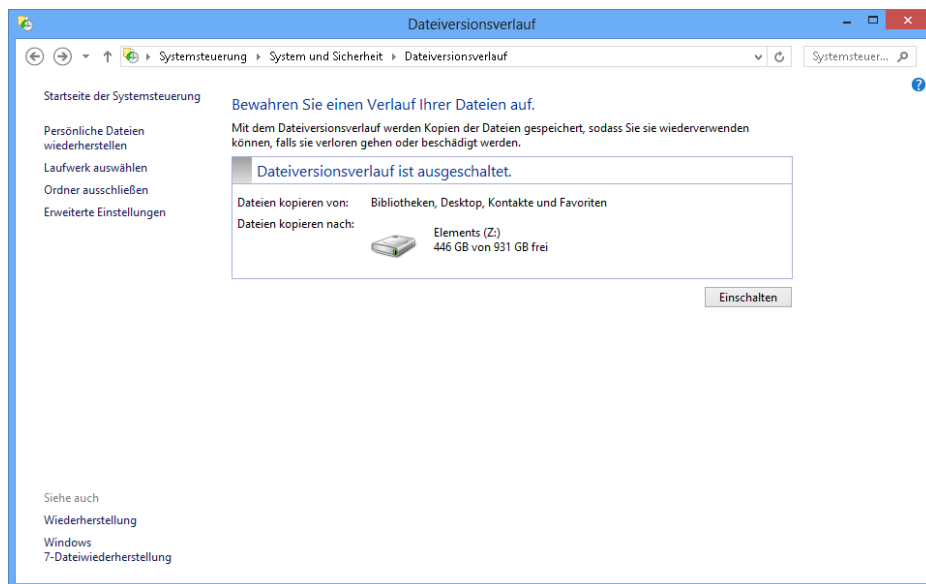 Dateiversionsverlauf
Systemsteuerung
System und Sicherheit
Dateiversionsverlauf
Systemsteuer...
Startseite der Systemsteuerung
Persönliche Dateien
wiederherstellen
Laufwerk auswählen
Ordner ausschließen
Erweiterte Einstellungen
Bewahren Sie einen Verlauf Ihrer Dateien auf.
Mit dem Dateiversionsverlauf werden Kopien der Dateien gespeichert, sodass Sie sie wiederverwenden
können, falls sie verloren gehen oder beschädigt werden.
Dateiversionsverlauf ist ausgeschaltet.
Dateien kopieren von: Bibliotheken, Desktop, Kontakte und Favoriten
Dateien kopieren nach:
Elements (Z:)
446 GB von 931 GB frei
Einschalten
Siehe auch
Wiederherstellung
Windows
7-Dateiwiederherstellung